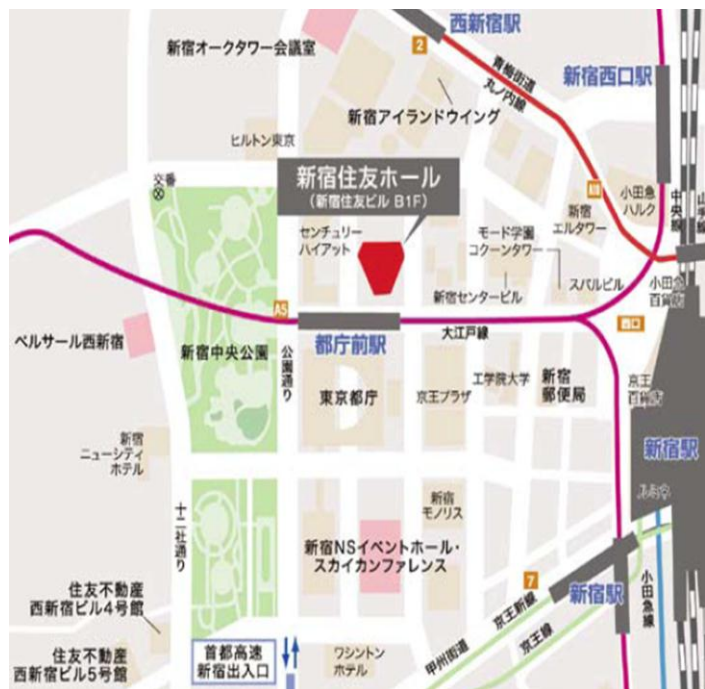 西新宿駅
新宿オークタワー会議室
2
青梅街道
丸ノ内線
新宿西口駅
新宿アイランドウイング
ヒルトン東京
交番
新宿住友ホール
(新宿住友ビル B1F)
小田急
ハルク
中央線
山手線
新宿
エルタワー
センチュリー
ハイアット
モード学園
コクーンタワー
新宿センタービル
スバルビル
小田急
百貨店
A5
西口
ベルサール西新宿
新宿中央公園
公園通り
都庁前駅
大江戸線
東京都庁
京王プラザ
工学院大学
新宿
郵便局
京王
百貨店
新宿駅
新宿
ニューシティ
ホテル
ルミネ
新宿
モノリス
十二社通り
新宿NSイベントホール・
スカイカンファレンス
7
京王新線
新宿駅
小田急線
住友不動産
西新宿ビル4号館
京王線
甲州街道
首都高速
新宿出入口
ワシントン
ホテル
住友不動産
西新宿ビル5号館